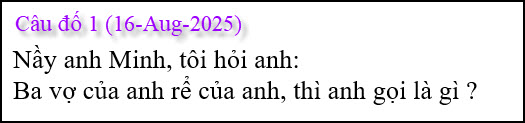 Câu đố 1 (16-Aug-2025)
Nầy anh Minh, tôi hỏi anh:
Ba vợ của anh rể của anh, thì anh gọi là gì ?